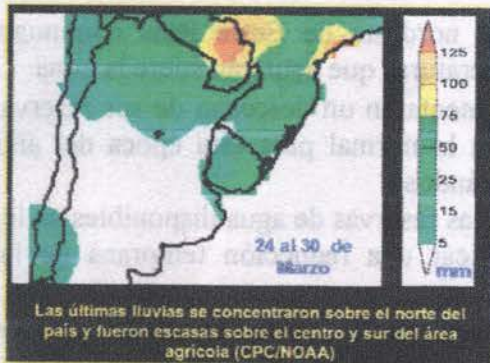 125
100
75
50
25
15
5
mm
24 al 30 de
Marzo
Las últimas lluvias se concentraron sobre el norte del
país y fueron escasas sobre el centro y sur del área
agrícola (CPC/NOAA)